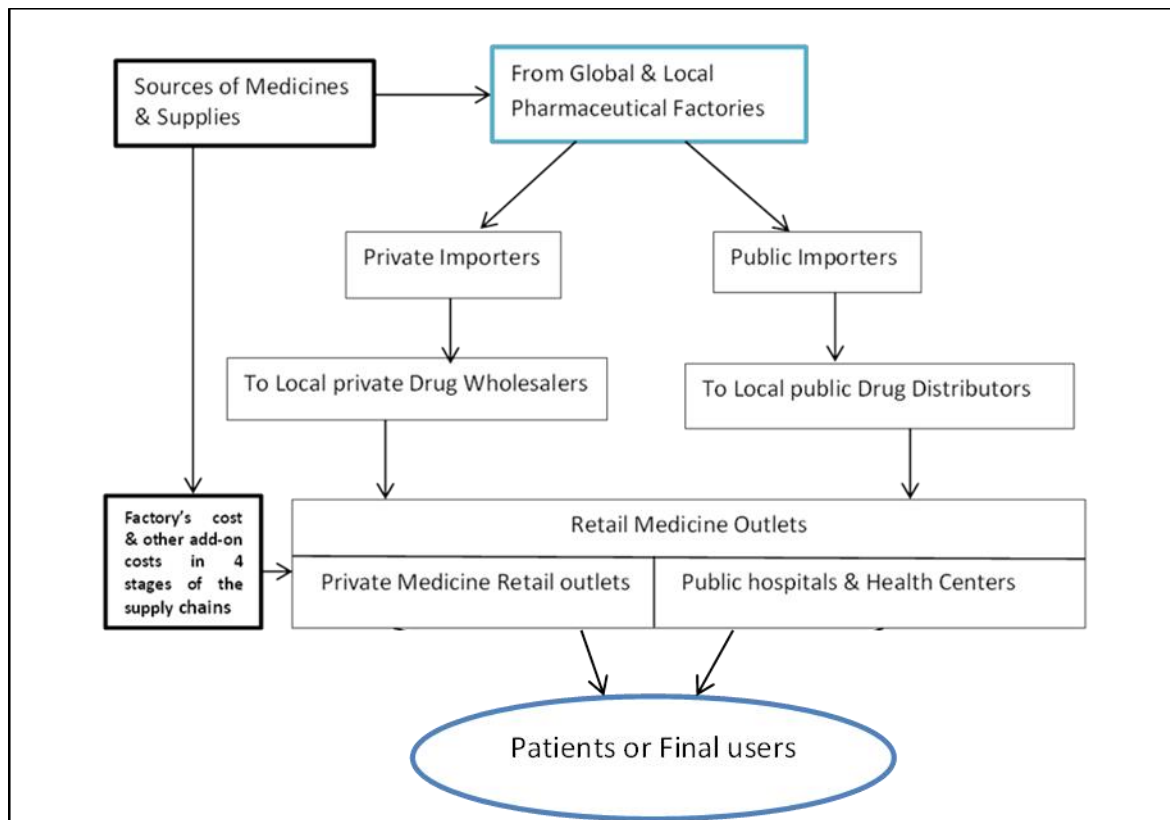 Sources of Medicines
& Supplies
From Global & Local
Pharmaceutical Factories
Private Importers
Public Importers
To Local private Drug Wholesalers
To Local public Drug Distributors
Factory's cost
& other add-on
costs in 4
stages of the
supply chains
Retail Medicine Outlets
Private Medicine Retail outlets
Public hospitals & Health Centers
Patients or Final users